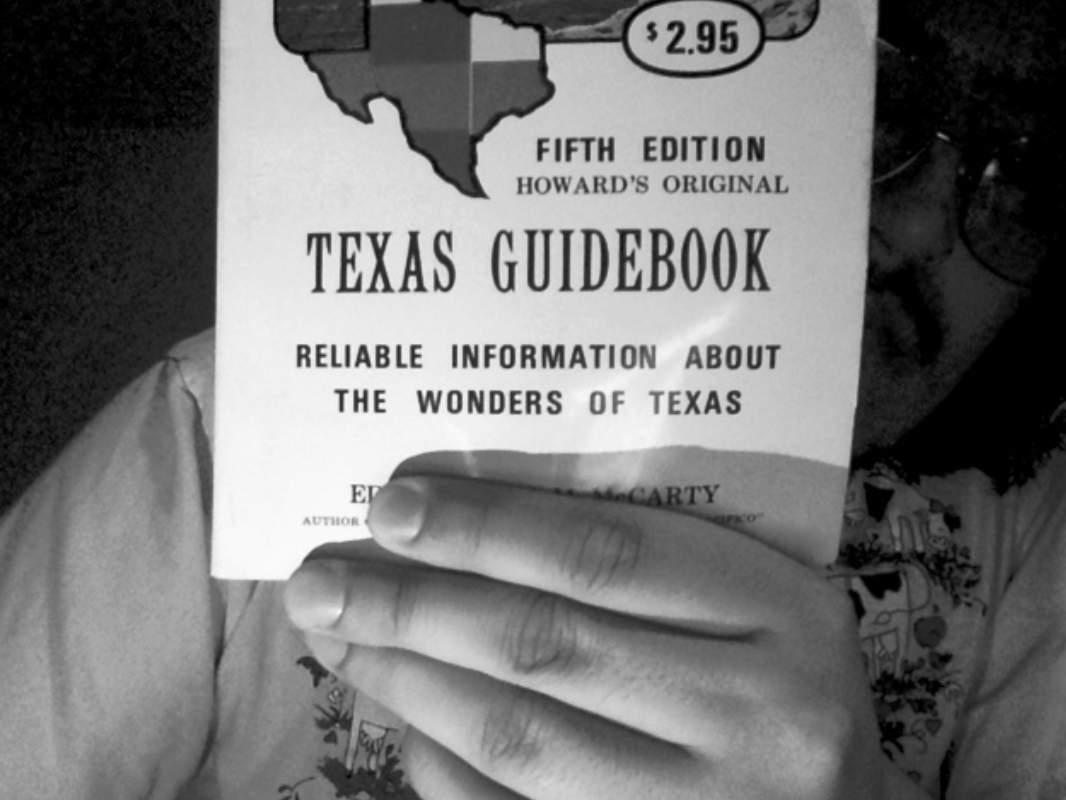 $2.95
FIFTH EDITION
HOWARD'S ORIGINAL
TEXAS GUIDEBOOK
RELIABLE INFORMATION ABOUT
THE WONDERS OF TEXAS
McCARTY
AUTHOR